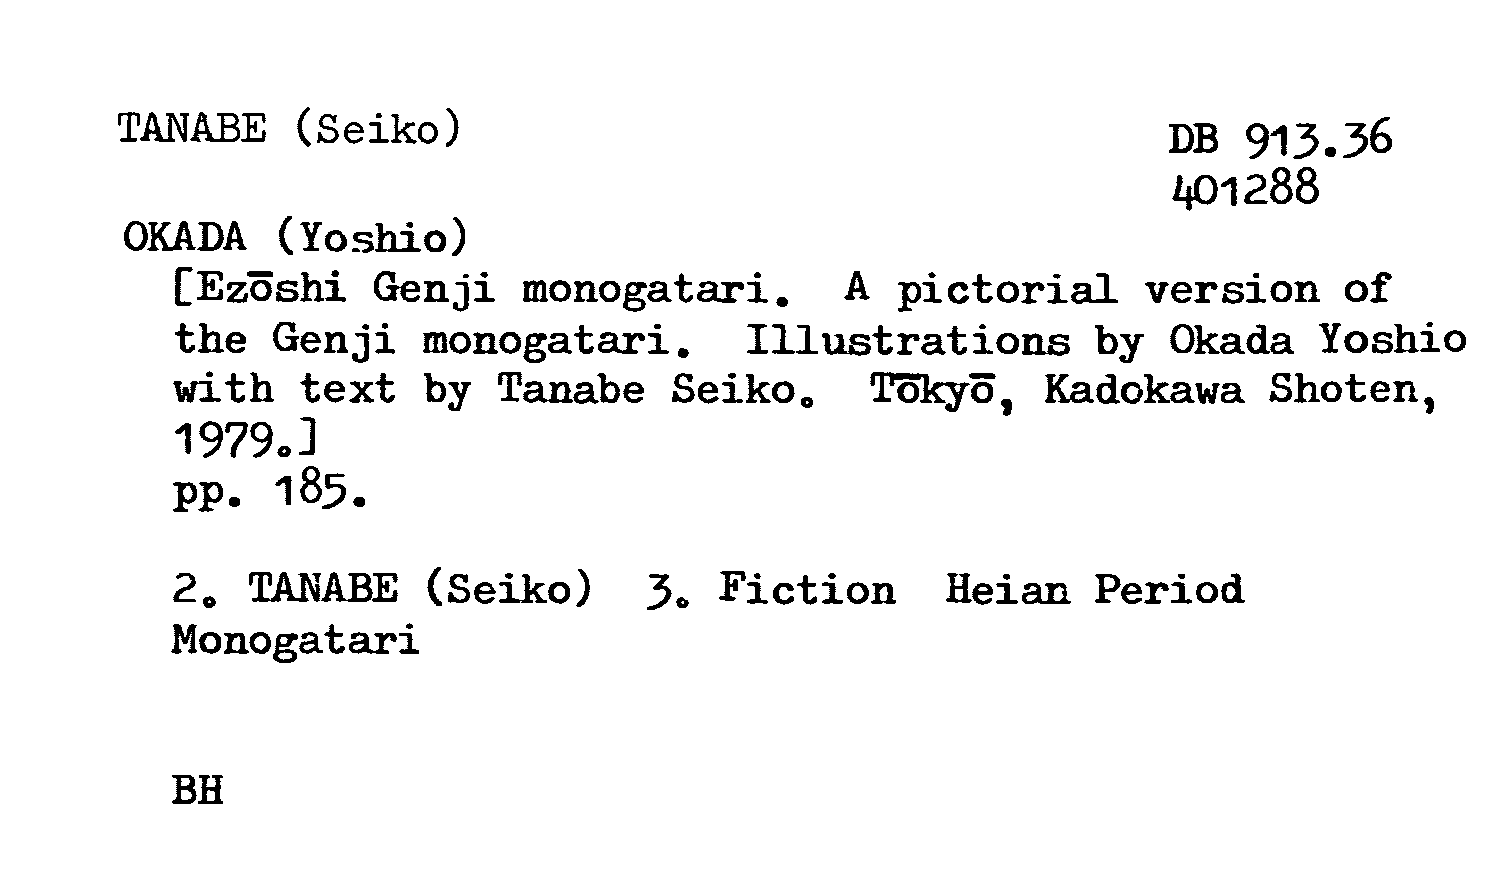 TANABE (Seiko)
DB 913.36
401288
OKADA (Yoshio)
[Ezōshi Genji monogatari. A pictorial version of
the Genji monogatari. Illustrations by Okada Yoshio
with text by Tanabe Seiko. Tōkyō, Kadokawa Shoten,
1979.]
pp. 185.
2. TANABE (Seiko) 3. Fiction Heian Period
Monogatari
BH